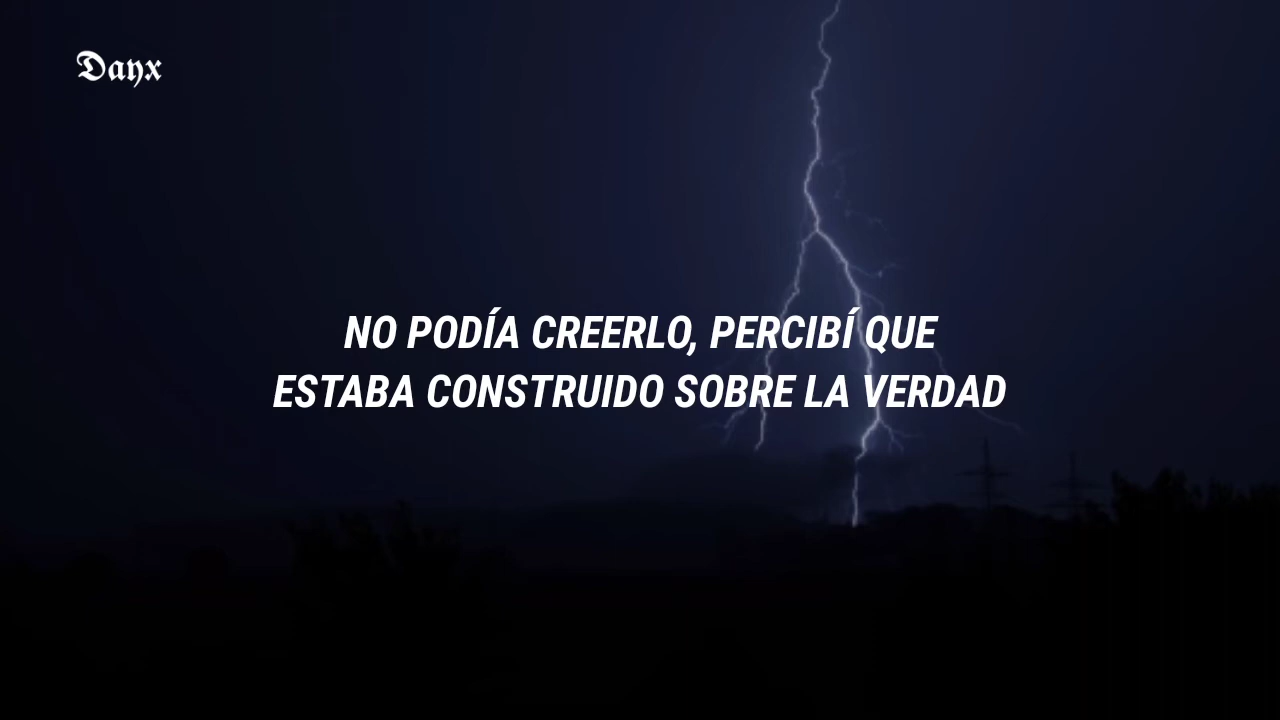 Dayx
NO PODÍA CREERLO, PERCIBÍ QUE
ESTABA CONSTRUIDO SOBRE LA VERDAD